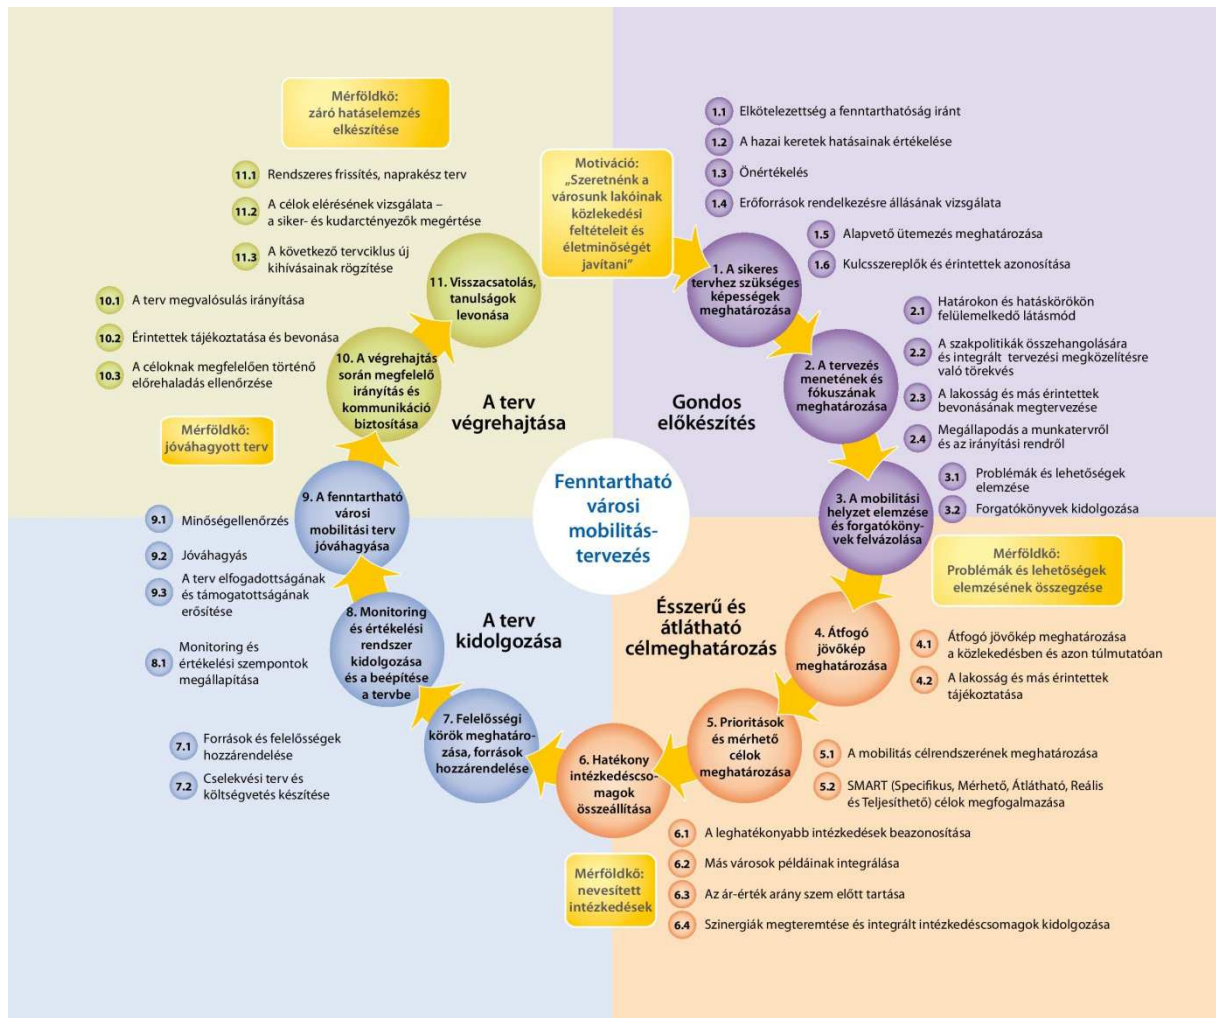 Mérföldkő:
záró hatáselemzés
elkészítése
11.1 Rendszeres frissítés, naprakész terv
11.2 A célok elérésének vizsgálata –
a siker- és kudarctényezők megértése
11.3 A következő tervciklus új
kihívásainak rögzítése
10.1 A terv megvalósulás irányítása
10.2 Érintettek tájékoztatása és bevonása
10.3 A céloknak megfelelően történő
előrehaladás ellenőrzése
11. Visszacsatolás,
tanulságok
levonása
10. A végrehajtás
során megfelelő
irányítás és
kommunikáció
biztosítása
A terv
végrehajtása
Mérföldkő:
jóváhagyott terv
Motiváció:
„Szeretnénk a
városunk lakóinak
közlekedési
feltételeit és
életminőségét
javítani”
1.1 Elkötelezettség a fenntarthatóság iránt
1.2 A hazai keretek hatásainak értékelése
1.3 Önértékelés
1.4 Erőforrások rendelkezésre állásának vizsgálata
1.5 Alapvető ütemezés meghatározása
1.6 Kulcsszereplők és érintettek azonosítása
1. A sikeres
tervhez szükséges
képességek
meghatározása
2.1 Határokon és hatáskörökön
felülemelkedő látásmód
2.2 A szakpolitikák összehangolására
és integrált tervezési megközelítésre
való törekvés
2.3 A lakosság és más érintettek
bevonásának megtervezése
2.4 Megállapodás a munkatervről
és az irányítási rendről
2. A tervezés
menetének és
fókuszának
meghatározása
Gondos
előkészítés
3.1 Problémák és lehetőségek
elemzése
3.2 Forgatókönyvek kidolgozása
3. A mobilitási
helyzet elemzése
és forgatóköny-
vek felvázolása
Mérföldkő:
Problémák és lehetőségek
elemzésének összegzése
Fenntartható
városi
mobilitás-
tervezés
9. A fenntartható
városi
mobilitási terv
jóváhagyása
9.1 Minőségellenőrzés
9.2 Jóváhagyás
9.3 A terv elfogadottságának
és támogatottságának
erősítése
8. Monitoring
és értékelési
rendszer
kidolgozása
és a beépítése
a tervbe
8.1 Monitoring és
értékelési szempontok
megállapítása
A terv
kidolgozása
7. Felelősségi
körök meghatáro-
zása, források
hozzárendelése
7.1 Források és felelősségek
hozzárendelése
7.2 Cselekvési terv és
költségvetés készítése
Ésszerű és
átlátható
célmeghatározás
4. Átfogó
jövőkép
meghatározása
4.1 Átfogó jövőkép meghatározása
a közlekedésben és azon túlmutatóan
4.2 A lakosság és más érintettek
tájékoztatása
5. Prioritások
és mérhető
célok
meghatározása
5.1 A mobilitás célrendszerének meghatározása
5.2 SMART (Specifikus, Mérhető, Átlátható, Reális
és Teljesíthető) célok megfogalmazása
6. Hatékony
intézkedéscso-
magok
összeállítása
6.1 A leghatékonyabb intézkedések beazonosítása
6.2 Más városok példáinak integrálása
6.3 Az ár-érték arány szem előtt tartása
6.4 Szinergiák megteremtése és integrált intézkedéscsomagok kidolgozása
Mérföldkő:
nevesített
intézkedések